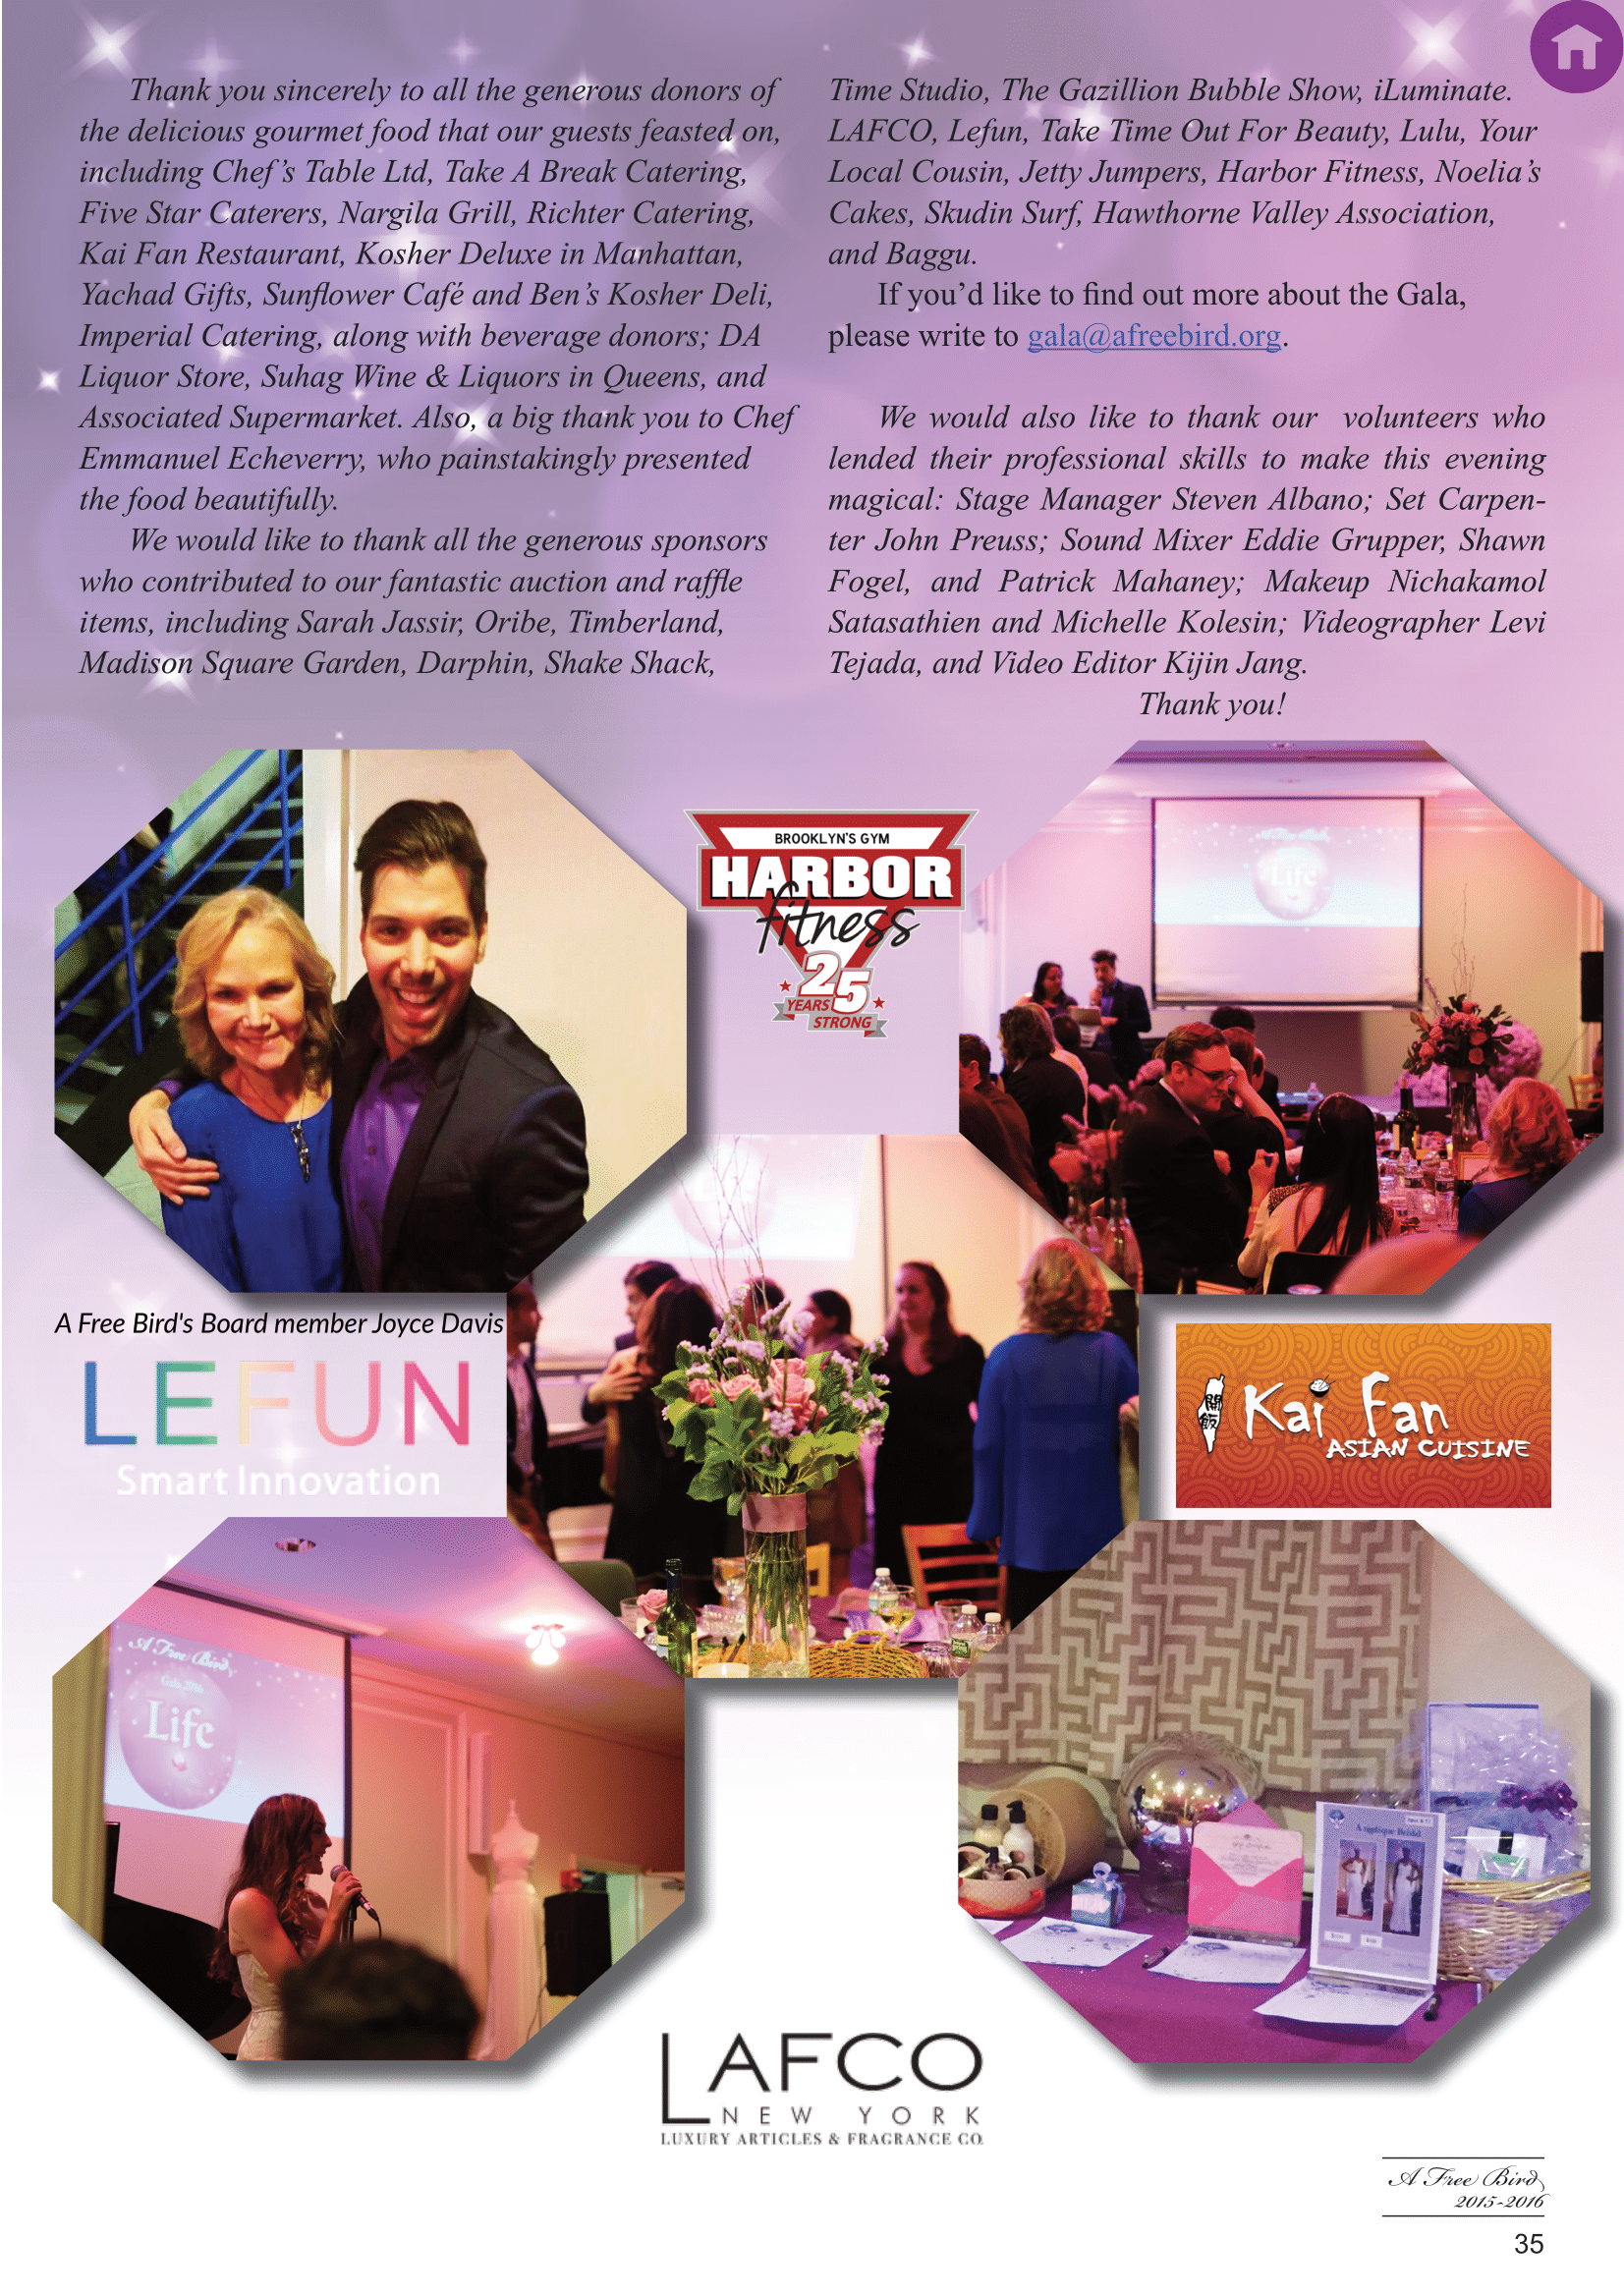 Thank you sincerely to all the generous donors of
the delicious gourmet food that our guests feasted on,
including Chef’s Table Ltd, Take A Break Catering,
Five Star Caterers, Nargila Grill, Richter Catering,
Kai Fan Restaurant, Kosher Deluxe in Manhattan,
Yachad Gifts, Sunflower Café and Ben’s Kosher Deli,
Imperial Catering, along with beverage donors; DA
Liquor Store, Suhag Wine & Liquors in Queens, and
Associated Supermarket. Also, a big thank you to Chef
Emmanuel Echeverry, who painstakingly presented
the food beautifully.
We would like to thank all the generous sponsors
who contributed to our fantastic auction and raffle
items, including Sarah Jassir, Oribe, Timberland,
Madison Square Garden, Darphin, Shake Shack,
Time Studio, The Gazillion Bubble Show, iLuminate.
LAFCO, Lefun, Take Time Out For Beauty, Lulu, Your
Local Cousin, Jetty Jumpers, Harbor Fitness, Noelia’s
Cakes, Skudin Surf, Hawthorne Valley Association,
and Baggu.
If you’d like to find out more about the Gala,
please write to gala@afreebird.org.
We would also like to thank our volunteers who
lended their professional skills to make this evening
magical: Stage Manager Steven Albano; Set Carpen-
ter John Preuss; Sound Mixer Eddie Grupper, Shawn
Fogel, and Patrick Mahaney; Makeup Nichakamol
Satasathien and Michelle Kolesin; Videographer Levi
Tejada, and Video Editor Kijin Jang.
Thank you!
BROOKLYN'S GYM
HARBOR
fitness
25
YEARS
STRONG
Life
A Free Bird's Board member Joyce Davis
LEFUN
Smart Innovation
開飯
Kai Fan
ASIAN CUISINE
A Free Bird
Gala 2016
Life
LAFCO
NEW YORK
LUXURY ARTICLES & FRAGRANCE CO.
A Free Bird
2015-2016
35